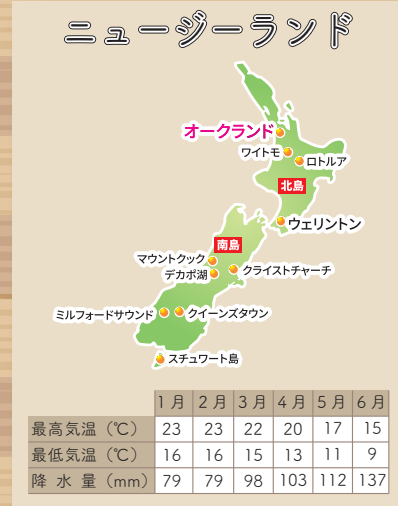 ニュージーランド
オークランド
ワイトモ
ロトルア
北島
ウェリントン
南島
マウントクック
デカポ湖
クライストチャーチ
ミルフォードサウンド
クイーンズタウン
スチュワート島
1月 2月 3月 4月 5月 6月
最高気温（℃） 23 23 22 20 17 15
最低気温（℃） 16 16 15 13 11 9
降水量（mm） 79 79 98 103 112 137